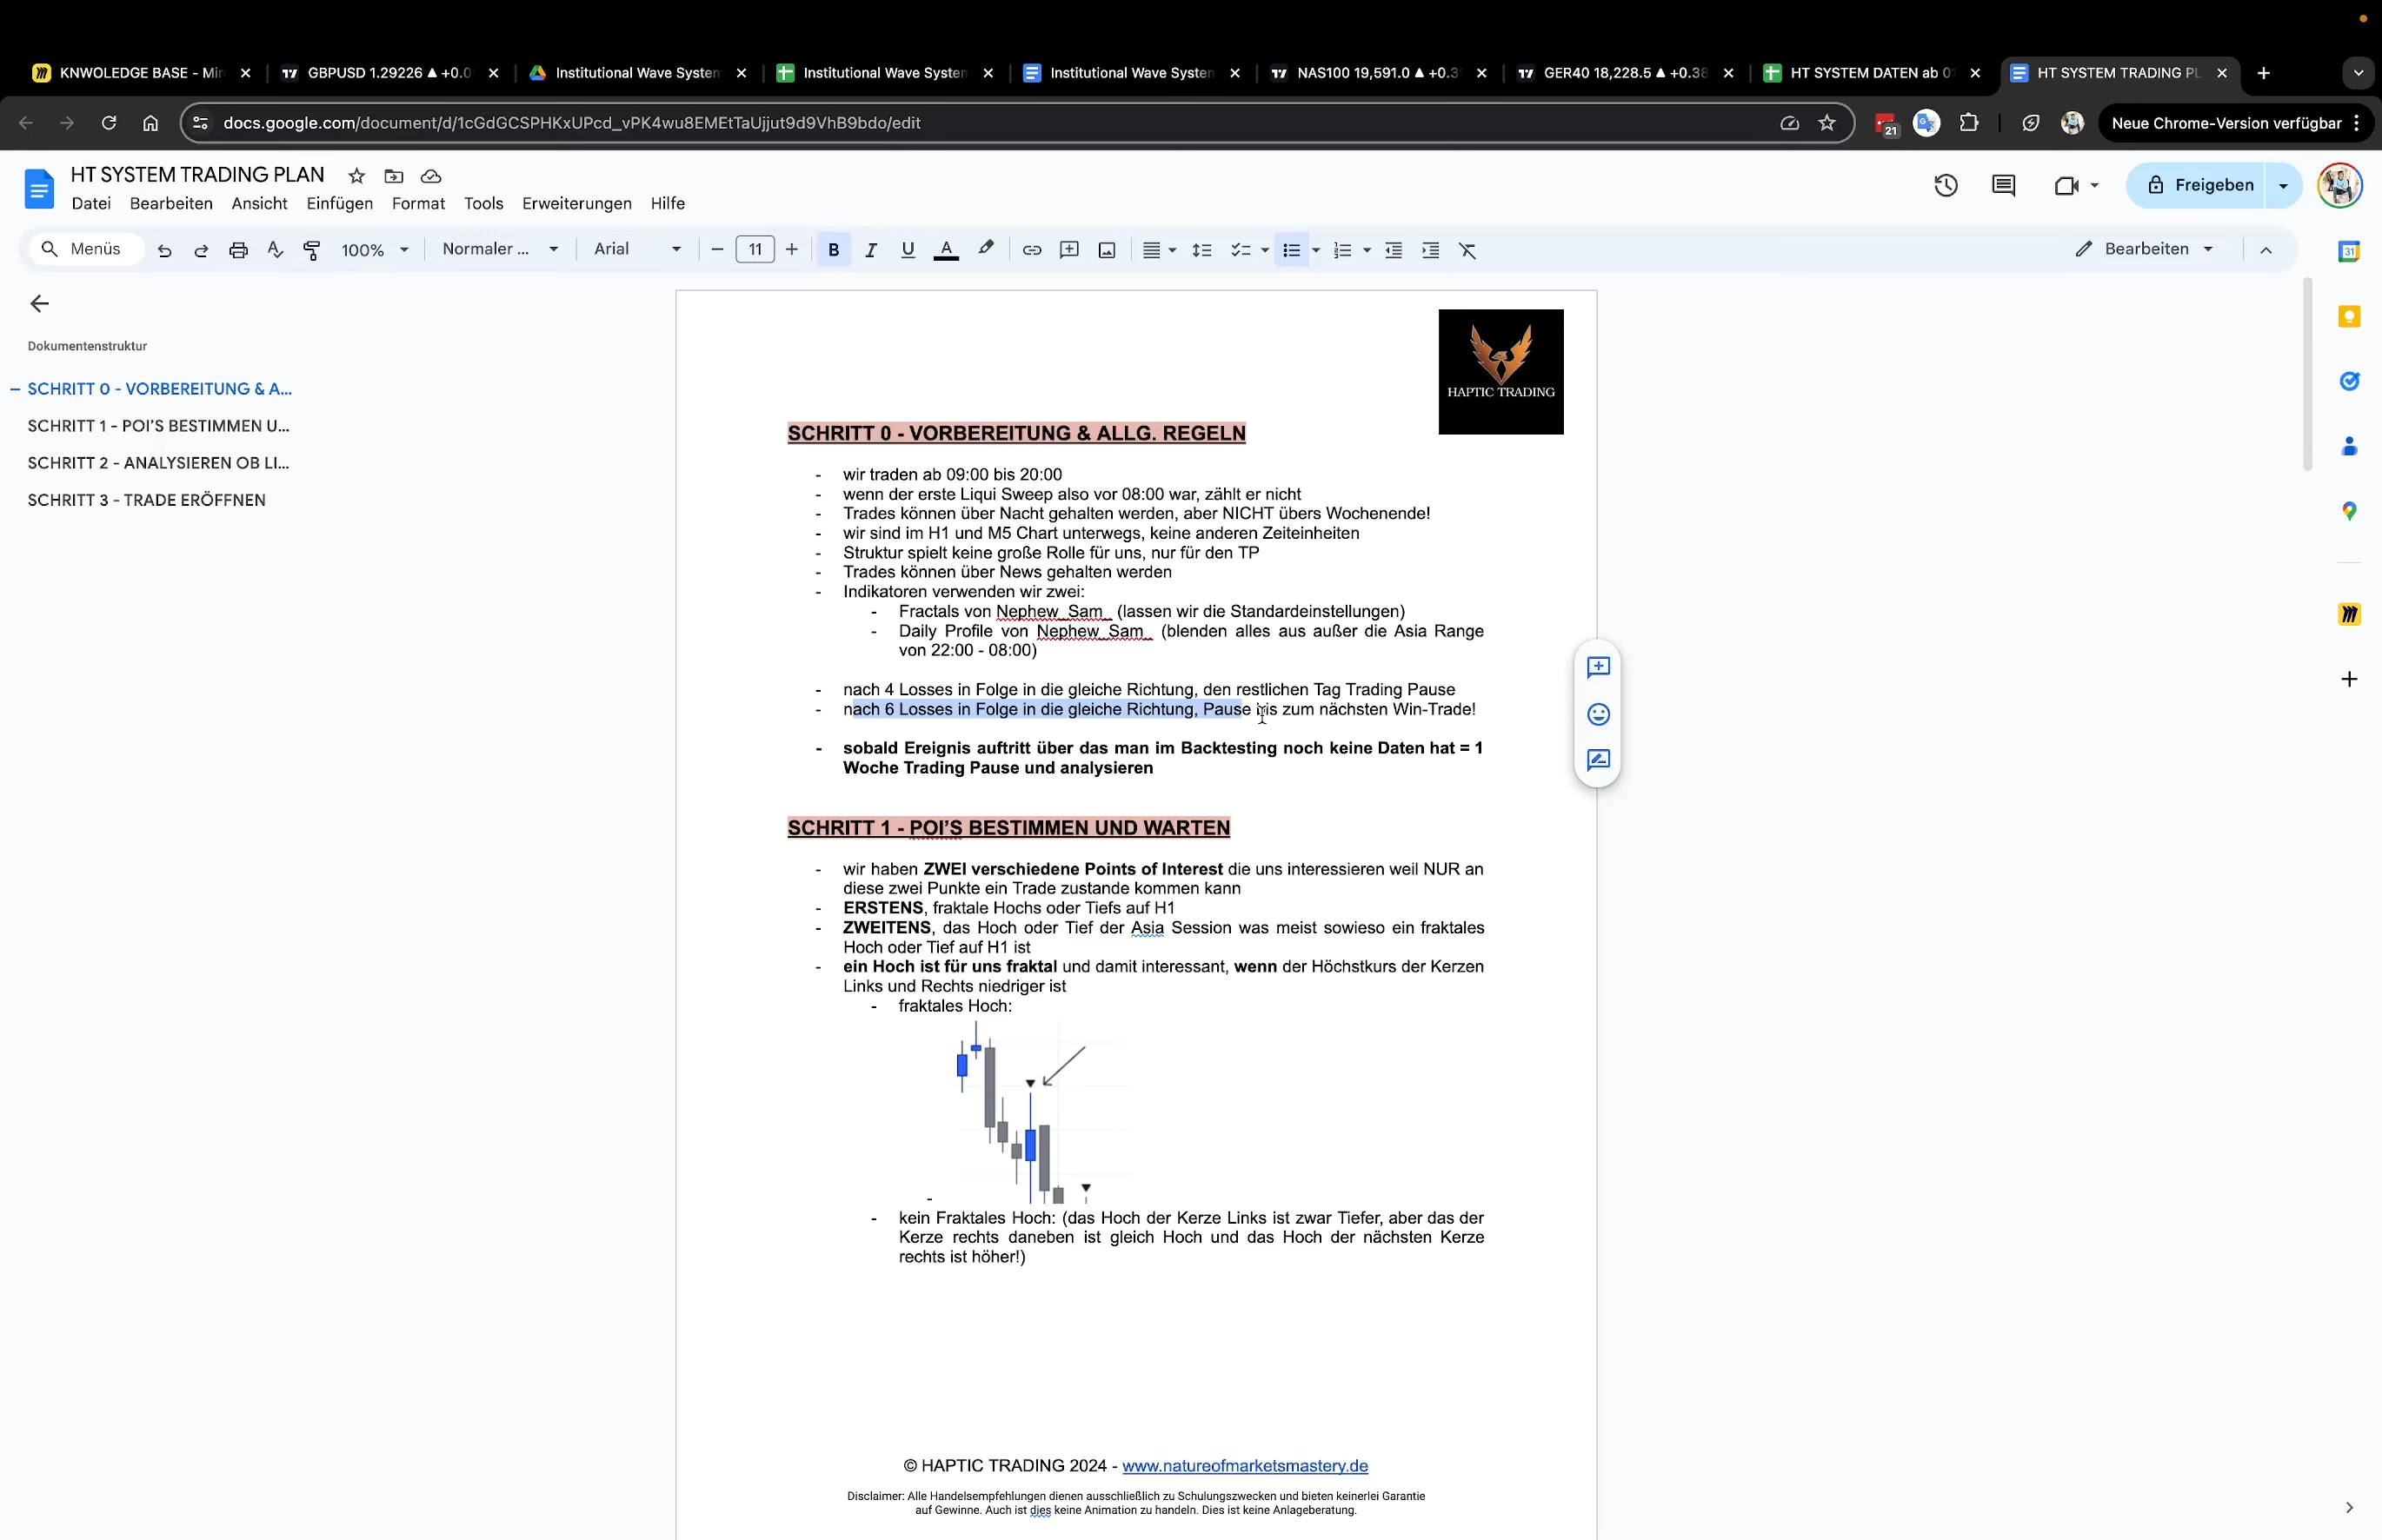 KNWOLEDGE BASE - Mir
GBPUSD 1.29226 ▲ +0.0
Institutional Wave System
Institutional Wave System
Institutional Wave System
NAS100 19,591.0 ▲ +0.3
GER40 18,228.5 ▲ +0.38
HT SYSTEM DATEN ab 01
HT SYSTEM TRADING PL
docs.google.com/document/d/1cGdGCSPHKxUPcd_vPK4wu8EMEtTaUjjut9d9VhB9bdo/edit
21
Neue Chrome-Version verfügbar
HT SYSTEM TRADING PLAN
Datei Bearbeiten Ansicht Einfügen Format Tools Erweiterungen Hilfe
Freigeben
Menüs
100%
Normaler ...
Arial
11
Bearbeiten
31
Dokumentenstruktur
SCHRITT 0 - VORBEREITUNG & A...
SCHRITT 1 - POI'S BESTIMMEN U...
SCHRITT 2 - ANALYSIEREN OB LI...
SCHRITT 3 - TRADE ERÖFFNEN
HAPTIC TRADING
SCHRITT 0 - VORBEREITUNG & ALLG. REGELN
- wir traden ab 09:00 bis 20:00
- wenn der erste Liqui Sweep also vor 08:00 war, zählt er nicht
- Trades können über Nacht gehalten werden, aber NICHT übers Wochenende!
- wir sind im H1 und M5 Chart unterwegs, keine anderen Zeiteinheiten
- Struktur spielt keine große Rolle für uns, nur für den TP
- Trades können über News gehalten werden
- Indikatoren verwenden wir zwei:
- Fractals von Nephew_Sam_ (lassen wir die Standardeinstellungen)
- Daily Profile von Nephew_Sam_ (blenden alles aus außer die Asia Range
von 22:00 - 08:00)
- nach 4 Losses in Folge in die gleiche Richtung, den restlichen Tag Trading Pause
- nach 6 Losses in Folge in die gleiche Richtung, Pause bis zum nächsten Win-Trade!
- sobald Ereignis auftritt über das man im Backtesting noch keine Daten hat = 1
Woche Trading Pause und analysieren
SCHRITT 1 - POI'S BESTIMMEN UND WARTEN
- wir haben ZWEI verschiedene Points of Interest die uns interessieren weil NUR an
diese zwei Punkte ein Trade zustande kommen kann
- ERSTENS, fraktale Hochs oder Tiefs auf H1
- ZWEITENS, das Hoch oder Tief der Asia Session was meist sowieso ein fraktales
Hoch oder Tief auf H1 ist
- ein Hoch ist für uns fraktal und damit interessant, wenn der Höchstkurs der Kerzen
Links und Rechts niedriger ist
- fraktales Hoch:
-
- kein Fraktales Hoch: (das Hoch der Kerze Links ist zwar Tiefer, aber das der
Kerze rechts daneben ist gleich Hoch und das Hoch der nächsten Kerze
rechts ist höher!)
© HAPTIC TRADING 2024 - www.natureofmarketsmastery.de
Disclaimer: Alle Handelsempfehlungen dienen ausschließlich zu Schulungszwecken und bieten keinerlei Garantie
auf Gewinne. Auch ist dies keine Animation zu handeln. Dies ist keine Anlageberatung.